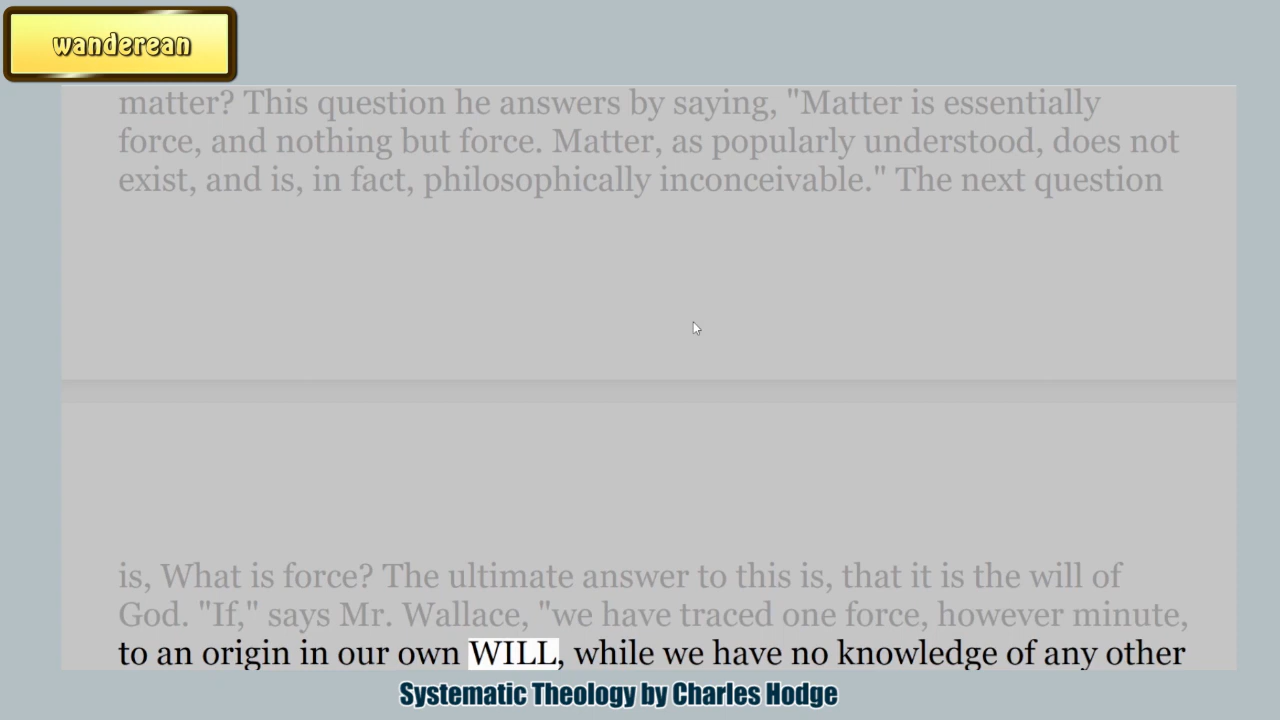 wanderean
matter? This question he answers by saying, "Matter is essentially
force, and nothing but force. Matter, as popularly understood, does not
exist, and is, in fact, philosophically inconceivable." The next question
is, What is force? The ultimate answer to this is, that it is the will of
God. "If," says Mr. Wallace, "we have traced one force, however minute,
to an origin in our own WILL, while we have no knowledge of any other
Systematic Theology by Charles Hodge